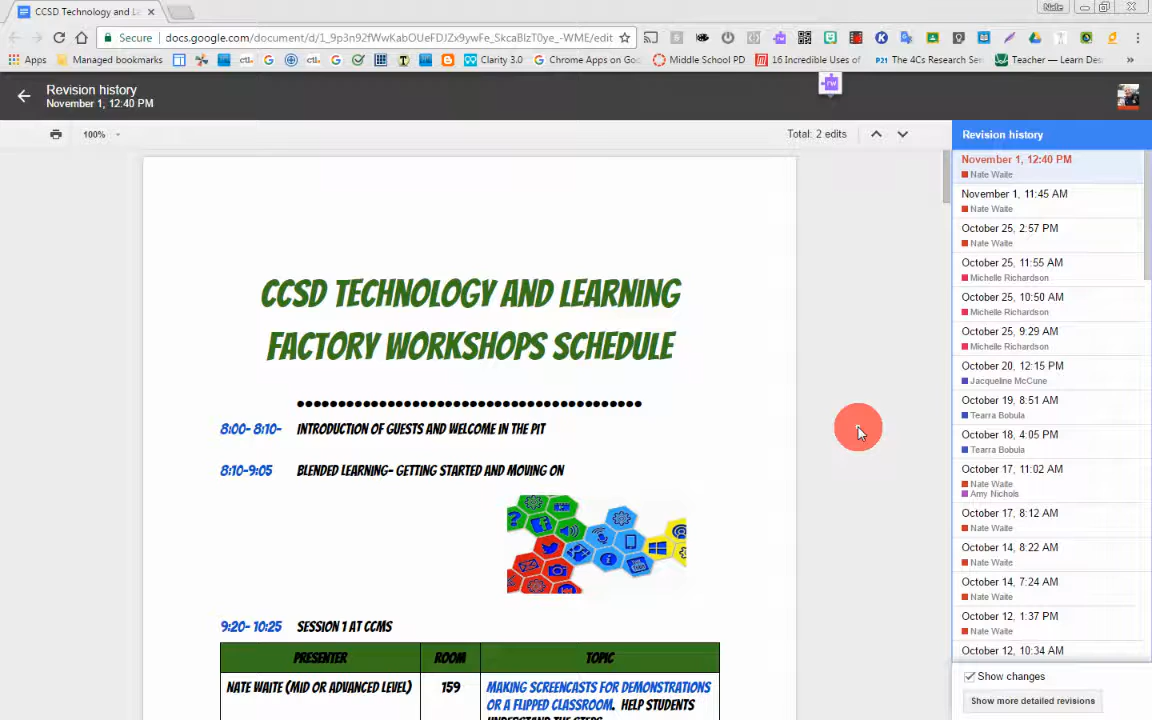 CCSD Technology and Le
Nate
Secure
docs.google.com/document/d/1_9p3n92fWwKabOUeFDJZx9ywFe_SkcaBlzT0ye_-WME/edit
Apps
Managed bookmarks
Clarity 3.0
Chrome Apps on Goo
Middle School PD
16 Incredible Uses of
P21
The 4Cs Research Ser
Teacher — Learn Des
Revision history
November 1, 12:40 PM
100%
Total: 2 edits
Revision history
November 1, 12:40 PM
Nate Waite
November 1, 11:45 AM
Nate Waite
October 25, 2:57 PM
Nate Waite
October 25, 11:55 AM
Michelle Richardson
October 25, 10:50 AM
Michelle Richardson
October 25, 9:29 AM
Michelle Richardson
October 20, 12:15 PM
Jacqueline McCune
October 19, 8:51 AM
Tearra Bobula
October 18, 4:05 PM
Tearra Bobula
October 17, 11:02 AM
Nate Waite
Amy Nichols
October 17, 8:12 AM
Nate Waite
October 14, 8:22 AM
Nate Waite
October 14, 7:24 AM
Nate Waite
October 12, 1:37 PM
Nate Waite
October 12, 10:34 AM
Show changes
Show more detailed revisions
CCSD TECHNOLOGY AND LEARNING
FACTORY WORKSHOPS SCHEDULE
8:00- 8:10- INTRODUCTION OF GUESTS AND WELCOME IN THE PIT
8:10-9:05 BLENDED LEARNING- GETTING STARTED AND MOVING ON
9:20- 10:25 SESSION 1 AT CCMS
PRESENTER ROOM TOPIC
NATE WAITE (MID OR ADVANCED LEVEL) 159 MAKING SCREENCASTS FOR DEMONSTRATIONS
OR A FLIPPED CLASSROOM. HELP STUDENTS
UNDERSTAND THE STEPS